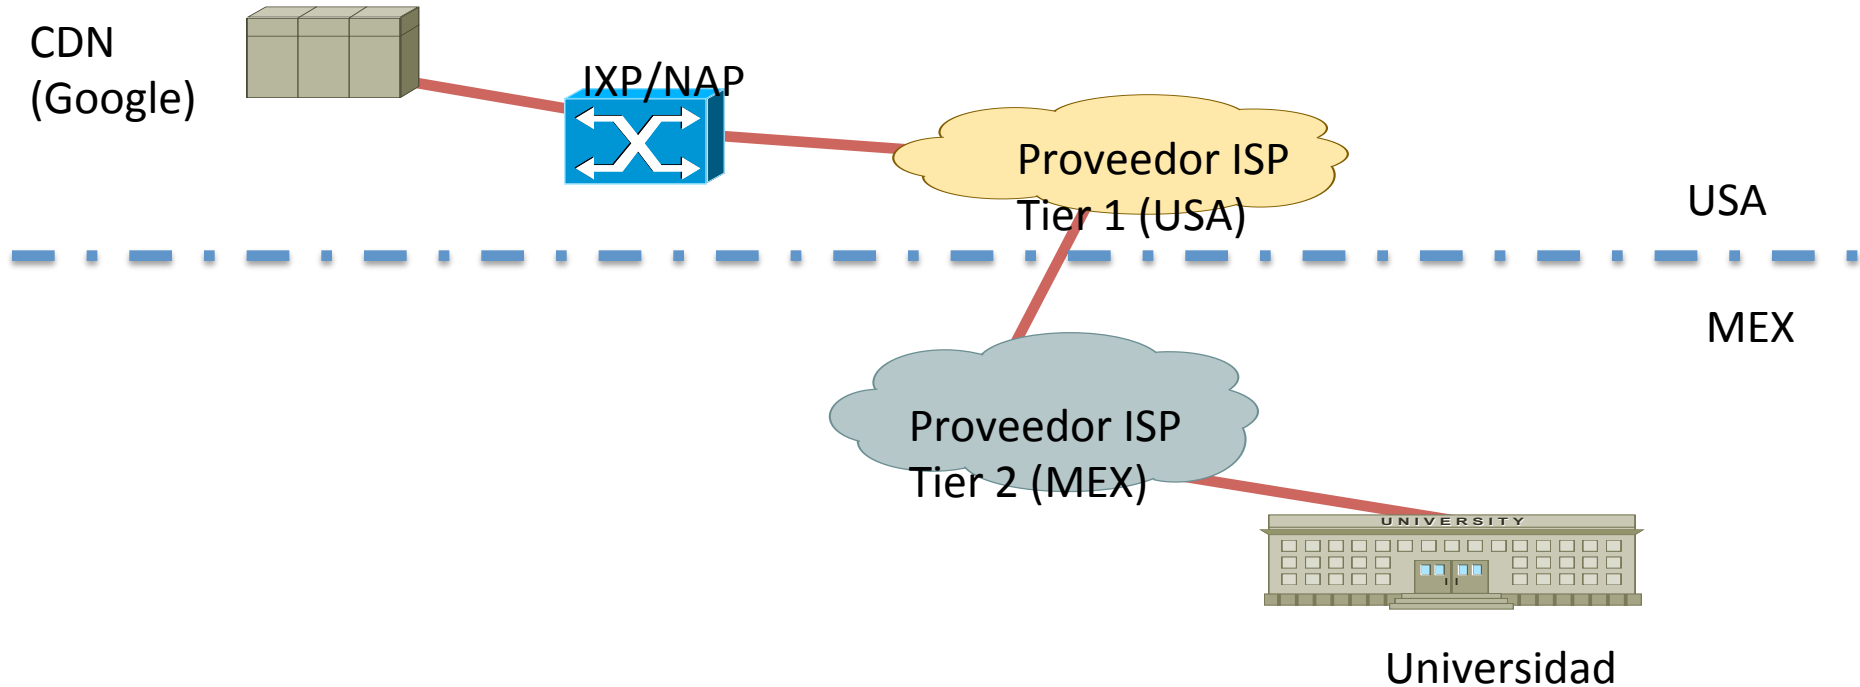 CDN
(Google)
IXP/NAP
Proveedor ISP
Tier 1 (USA)
USA
MEX
Proveedor ISP
Tier 2 (MEX)
UNIVERSITY
Universidad